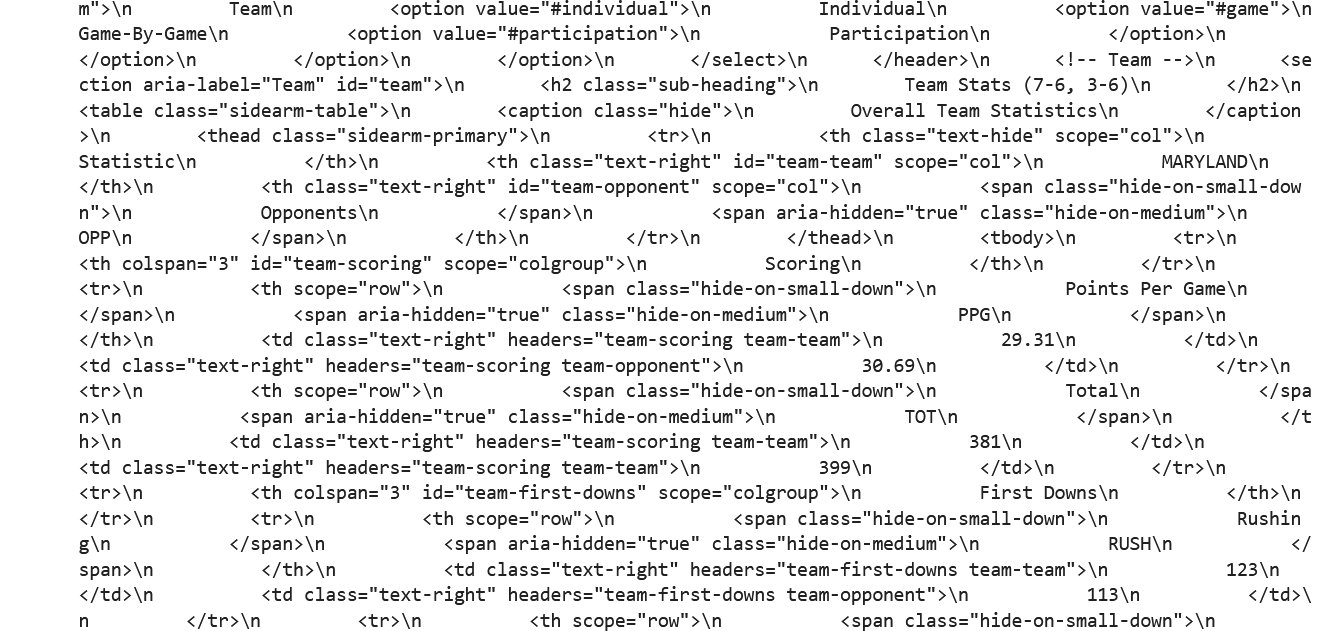 m">\n          Team\n         <option value="#individual">\n          Individual\n          <option value="#game">\n
Game-By-Game\n           <option value="#participation">\n            Participation\n           </option>\n
</option>\n         </option>\n        </option>\n       </select>\n      </header>\n      <!-- Team -->\n      <se
ction aria-label="Team" id="team">\n       <h2 class="sub-heading">\n        Team Stats (7-6, 3-6)\n       </h2>\n
<table class="sidearm-table">\n        <caption class="hide">\n         Overall Team Statistics\n        </caption
>\n        <thead class="sidearm-primary">\n         <tr>\n          <th class="text-hide" scope="col">\n
Statistic\n          </th>\n          <th class="text-right" id="team-team" scope="col">\n           MARYLAND\n
</th>\n          <th class="text-right" id="team-opponent" scope="col">\n           <span class="hide-on-small-dow
n">\n            Opponents\n           </span>\n           <span aria-hidden="true" class="hide-on-medium">\n
OPP\n           </span>\n          </th>\n         </tr>\n        </thead>\n        <tbody>\n         <tr>\n
<th colspan="3" id="team-scoring" scope="colgroup">\n           Scoring\n          </th>\n         </tr>\n
<tr>\n          <th scope="row">\n           <span class="hide-on-small-down">\n            Points Per Game\n
</span>\n           <span aria-hidden="true" class="hide-on-medium">\n            PPG\n           </span>\n
</th>\n          <td class="text-right" headers="team-scoring team-team">\n           29.31\n          </td>\n
<td class="text-right" headers="team-scoring team-opponent">\n           30.69\n          </td>\n         </tr>\n
<tr>\n          <th scope="row">\n           <span class="hide-on-small-down">\n            Total\n           </spa
n>\n           <span aria-hidden="true" class="hide-on-medium">\n            TOT\n           </span>\n          </t
h>\n          <td class="text-right" headers="team-scoring team-team">\n           381\n          </td>\n
<td class="text-right" headers="team-scoring team-team">\n           399\n          </td>\n         </tr>\n
<tr>\n          <th colspan="3" id="team-first-downs" scope="colgroup">\n           First Downs\n          </th>\n
</tr>\n         <tr>\n          <th scope="row">\n           <span class="hide-on-small-down">\n            Rushin
g\n           </span>\n           <span aria-hidden="true" class="hide-on-medium">\n            RUSH\n           </
span>\n          </th>\n          <td class="text-right" headers="team-first-downs team-team">\n           123\n
</td>\n          <td class="text-right" headers="team-first-downs team-opponent">\n           113\n          </td>\
n         </tr>\n         <tr>\n          <th scope="row">\n           <span class="hide-on-small-down">\n